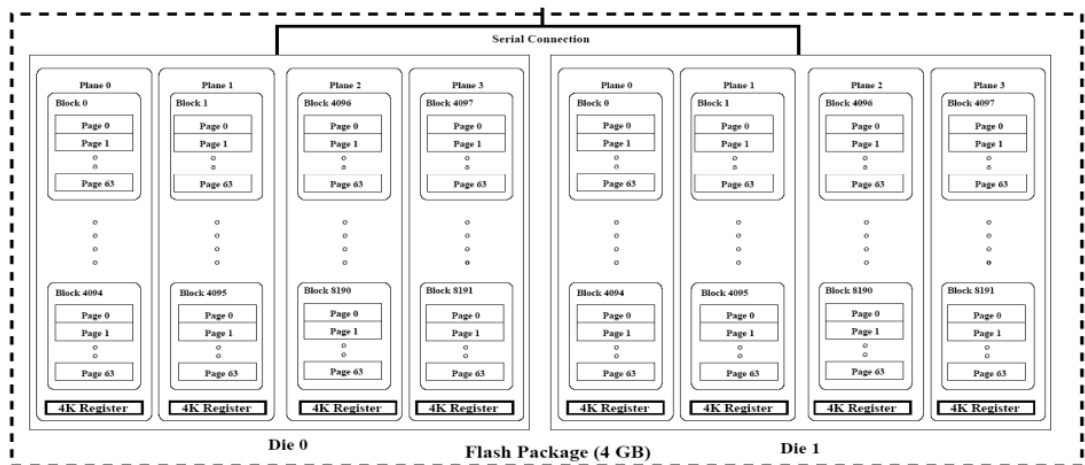 Serial Connection
Plane 0 Plane 1 Plane 2 Plane 3 Plane 0 Plane 1 Plane 2 Plane 3
Block 0 Block 1 Block 4096 Block 4097 Block 0 Block 1 Block 4096 Block 4097
Page 0 Page 0 Page 0 Page 0 Page 0 Page 0 Page 0 Page 0
Page 1 Page 1 Page 1 Page 1 Page 1 Page 1 Page 1 Page 1
Page 63 Page 63 Page 63 Page 63 Page 63 Page 63 Page 63 Page 63
Block 4094 Block 4095 Block 8190 Block 8191 Block 4094 Block 4095 Block 8190 Block 8191
Page 0 Page 0 Page 0 Page 0 Page 0 Page 0 Page 0 Page 0
Page 1 Page 1 Page 1 Page 1 Page 1 Page 1 Page 1 Page 1
Page 63 Page 63 Page 63 Page 63 Page 63 Page 63 Page 63 Page 63
4K Register 4K Register 4K Register 4K Register 4K Register 4K Register 4K Register 4K Register
Die 0 Flash Package (4 GB) Die 1